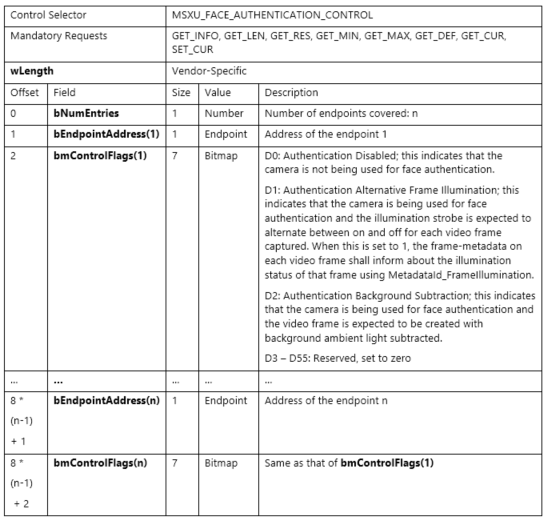 Control Selector MSXU_FACE_AUTHENTICATION_CONTROL
Mandatory Requests GET_INFO, GET_LEN, GET_RES, GET_MIN, GET_MAX, GET_DEF, GET_CUR,
SET_CUR
wLength Vendor-Specific
Offset Field Size Value Description
0 bNumEntries 1 Number Number of endpoints covered: n
1 bEndpointAddress(1) 1 Endpoint Address of the endpoint 1
2 bmControlFlags(1) 7 Bitmap D0: Authentication Disabled; this indicates that the
camera is not being used for face authentication.
D1: Authentication Alternative Frame Illumination; this
indicates that the camera is being used for face
authentication and the illumination strobe is expected to
alternate between on and off for each video frame
captured. When this is set to 1, the frame-metadata on
each video frame shall inform about the illumination
status of that frame using MetadataId_FrameIllumination.
D2: Authentication Background Subtraction; this indicates
that the camera is being used for face authentication and
the video frame is expected to be created with
background ambient light subtracted.
D3 – D55: Reserved, set to zero
... ... ... ... ...
8 * bEndpointAddress(n) 1 Endpoint Address of the endpoint n
(n-1)
+ 1
8 * bmControlFlags(n) 7 Bitmap Same as that of bmControlFlags(1)
(n-1)
+ 2